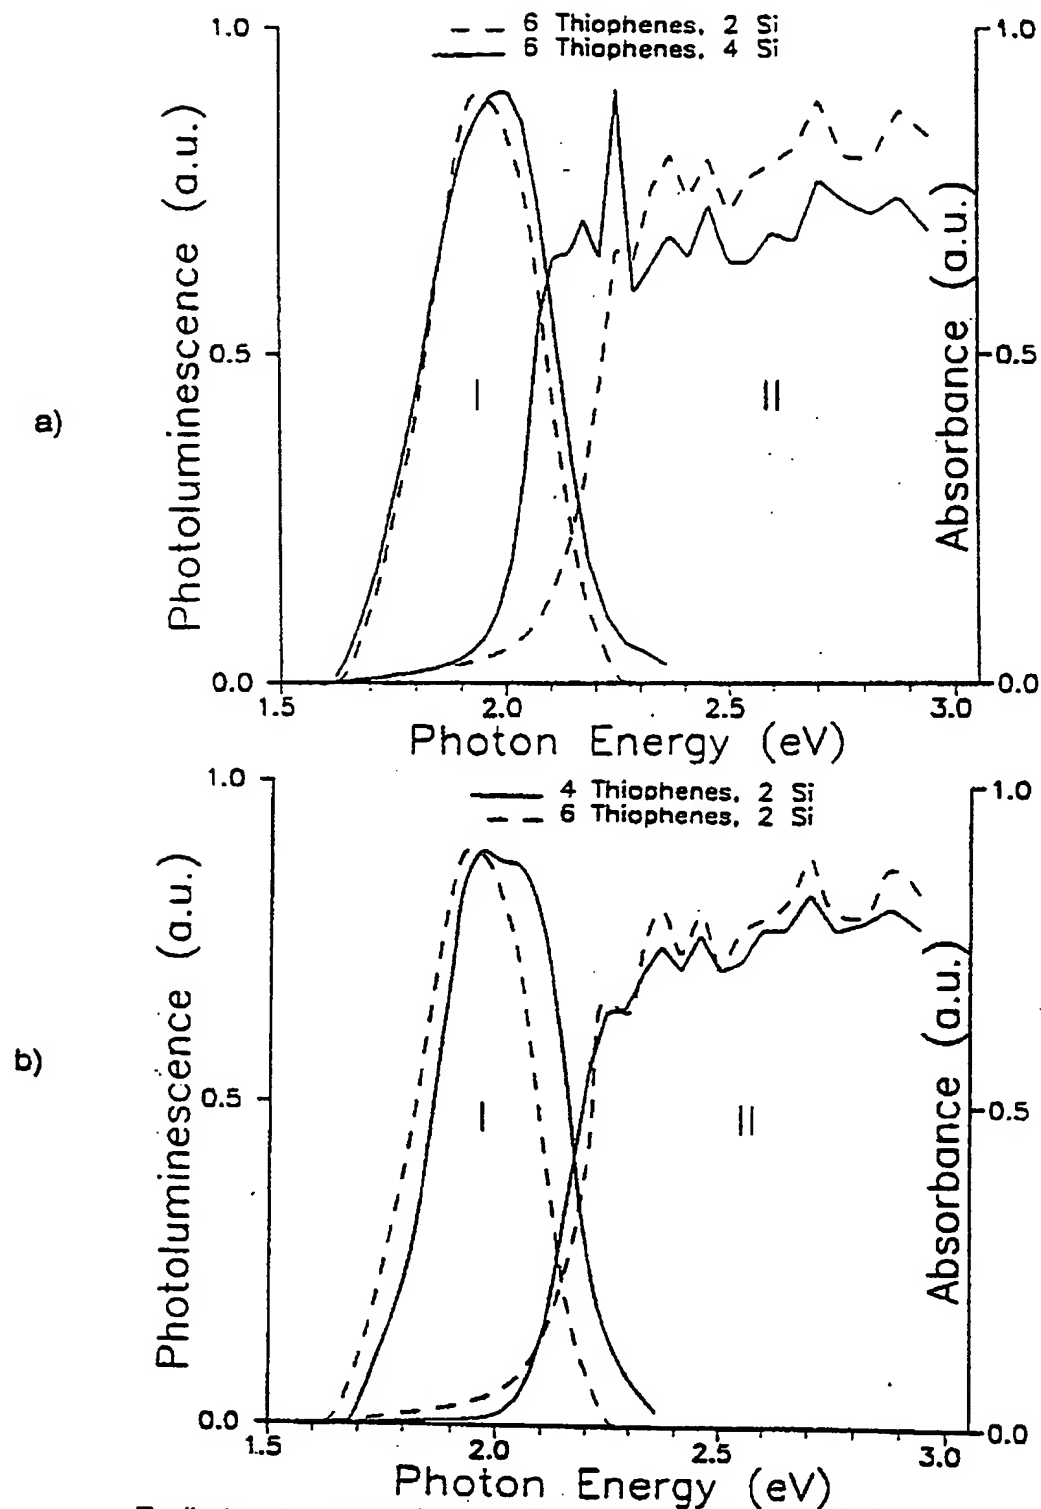 6 Thiophenes, 2 Si
6 Thiophenes, 4 Si
1.0
1.0
Photoluminescence (a.u.)
Absorbance (a.u.)
0.5
0.5
a)
I
II
0.0
0.0
1.5
2.0
2.5
3.0
Photon Energy (eV)
1.0
1.0
4 Thiophenes, 2 Si
6 Thiophenes, 2 Si
Photoluminescence (a.u.)
Absorbance (a.u.)
b)
0.5
0.5
I
II
0.0
0.0
1.5
2.0
2.5
3.0
Photon Energy (eV)